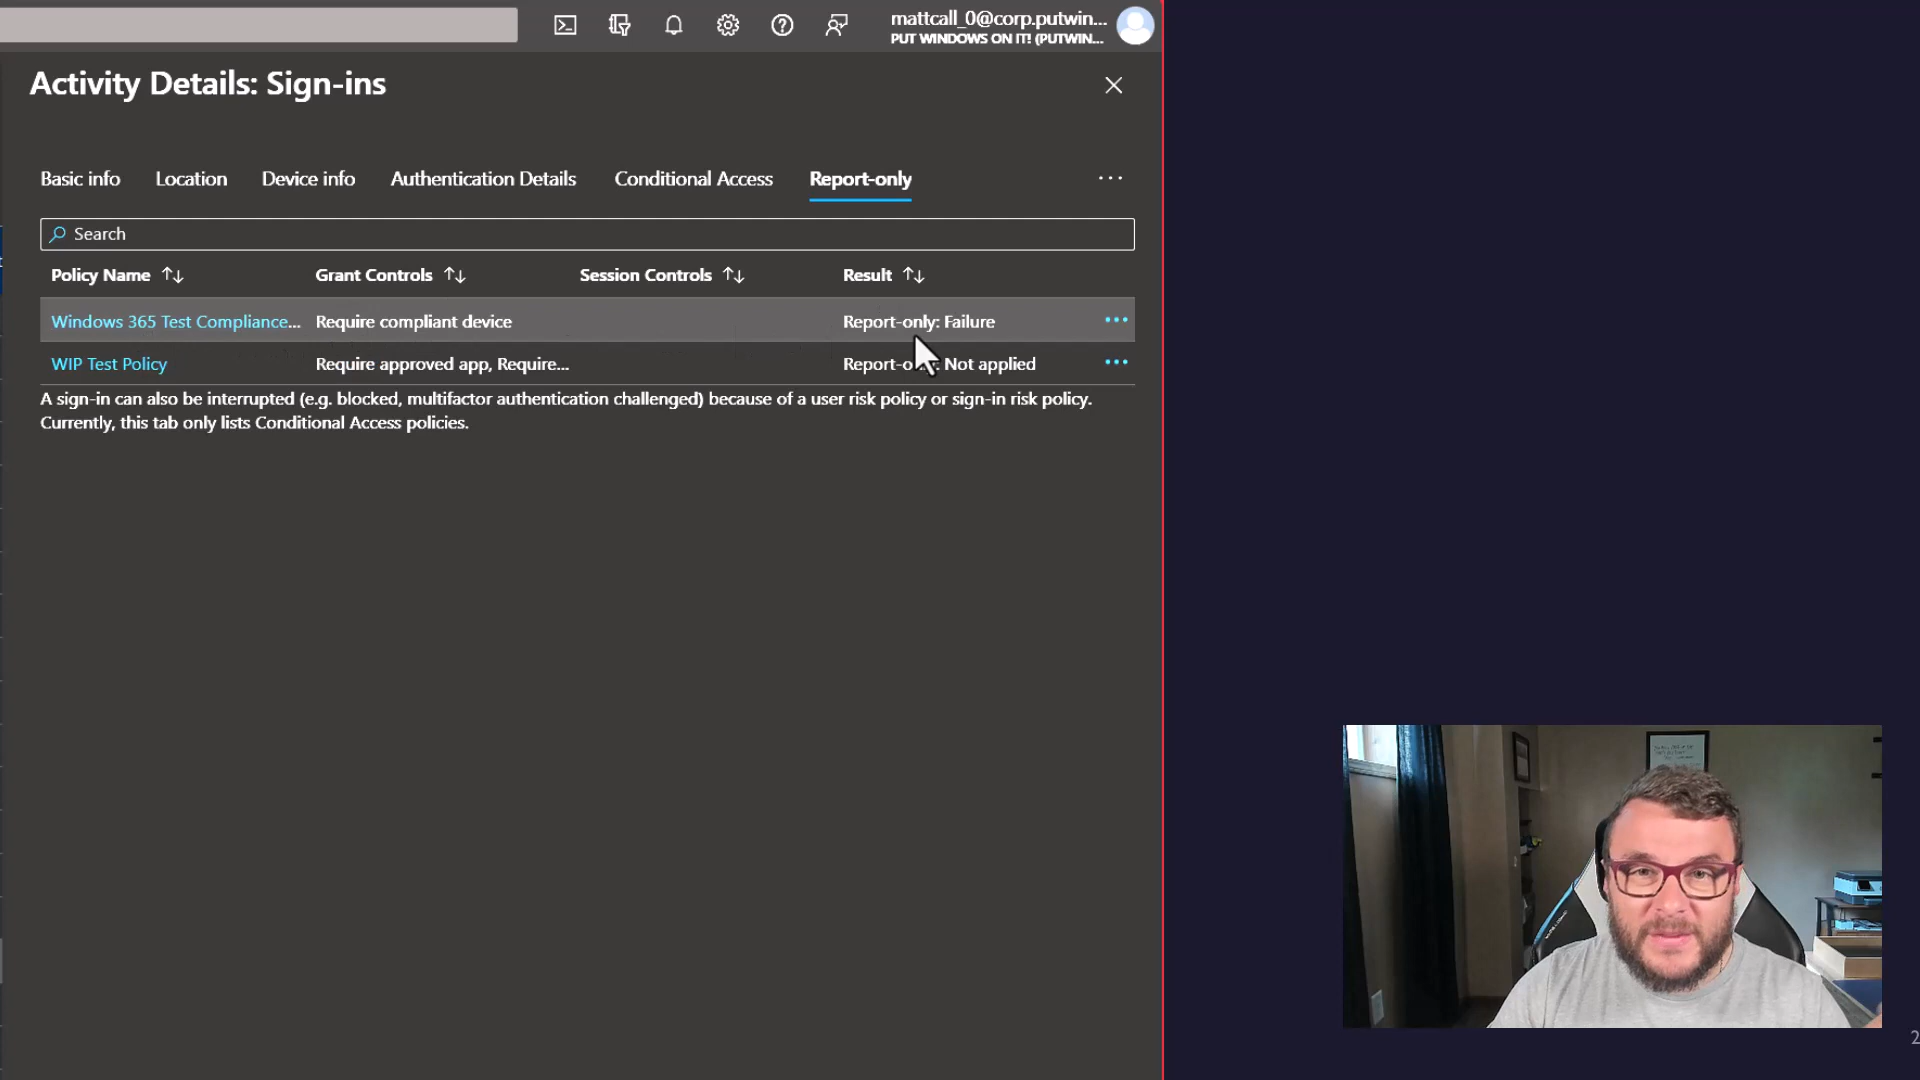 mattcall_0@corp.putwin...
PUT WINDOWS ON IT! (PUTWIN...
Activity Details: Sign-ins
Basic info Location Device info Authentication Details Conditional Access Report-only ...
Search
Policy Name Grant Controls Session Controls Result
Windows 365 Test Compliance... Require compliant device Report-only: Failure
WIP Test Policy Require approved app, Require... Not applied
A sign-in can also be interrupted (e.g. blocked, multifactor authentication challenged) because of a user risk policy or sign-in risk policy.
Currently, this tab only lists Conditional Access policies.
2